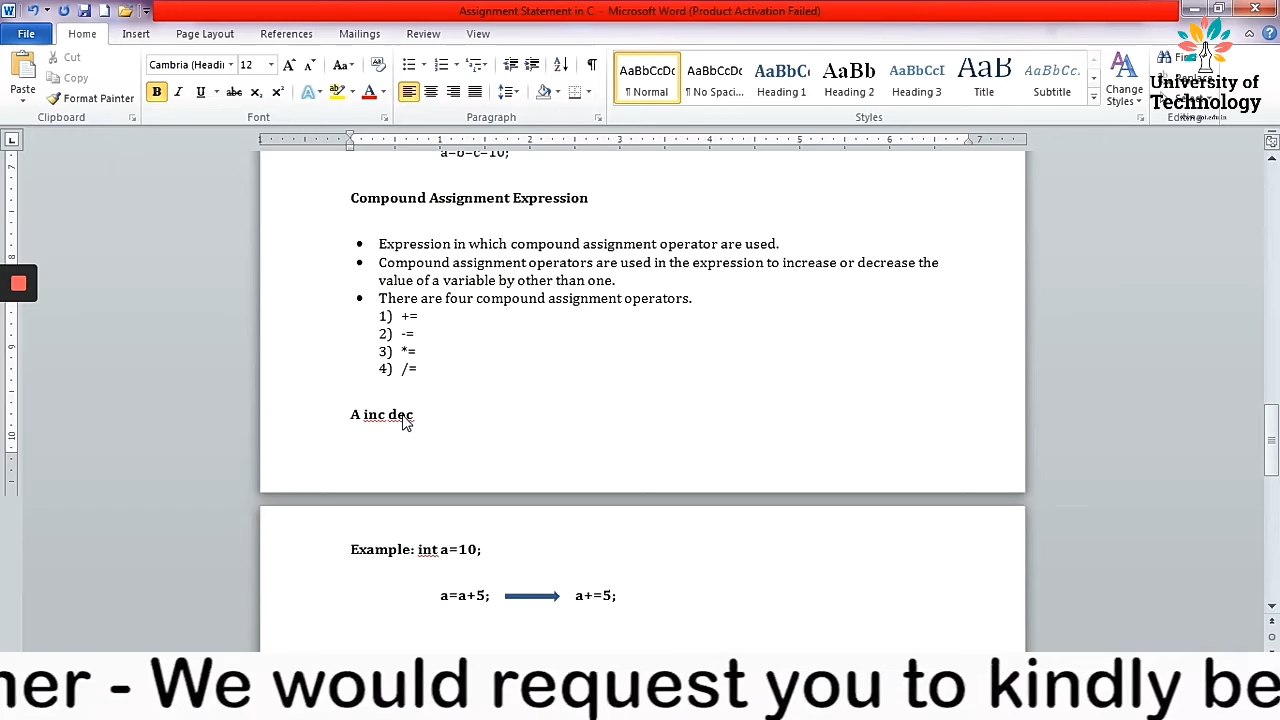 Assignment Statement in C - Microsoft Word (Product Activation Failed)
File Home Insert Page Layout References Mailings Review View
Cut
Copy
Format Painter
Paste
Clipboard
Cambria (Headi 12
Font
Paragraph
AaBbCcDc AaBbCcDc AaBbC AaBb AaBbCcI AaB AaBbCc.
¶ Normal ¶ No Spaci... Heading 1 Heading 2 Heading 3 Title Subtitle
Change
Styles
Styles
Editing
University of
Technology
a=b=c=10;
Compound Assignment Expression
• Expression in which compound assignment operator are used.
• Compound assignment operators are used in the expression to increase or decrease the
value of a variable by other than one.
• There are four compound assignment operators.
1) +=
2) -=
3) *=
4) /=
A inc dec
Example: int a=10;
a=a+5; a+=5;
ner - We would request you to kindly be